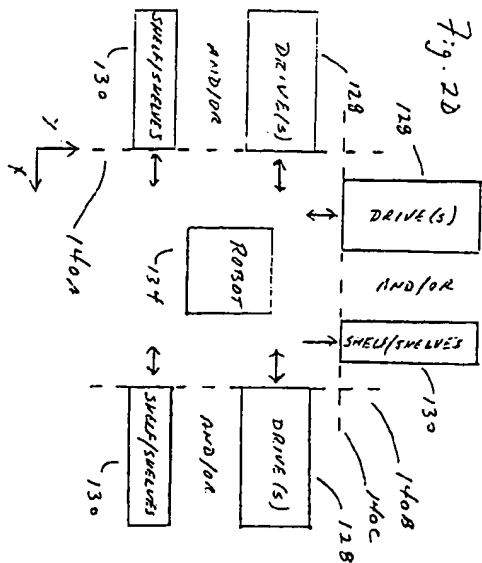 Fig. 2D
128
128
DRIVE(s)
DRIVE(s)
AND/OR
AND/OR
SHELF/SHELVES
SHELF/SHELVES
130
130
Y
X
140A
ROBOT
134
140B
140C
DRIVE(s)
128
AND/OR
SHELF/SHELVES
130